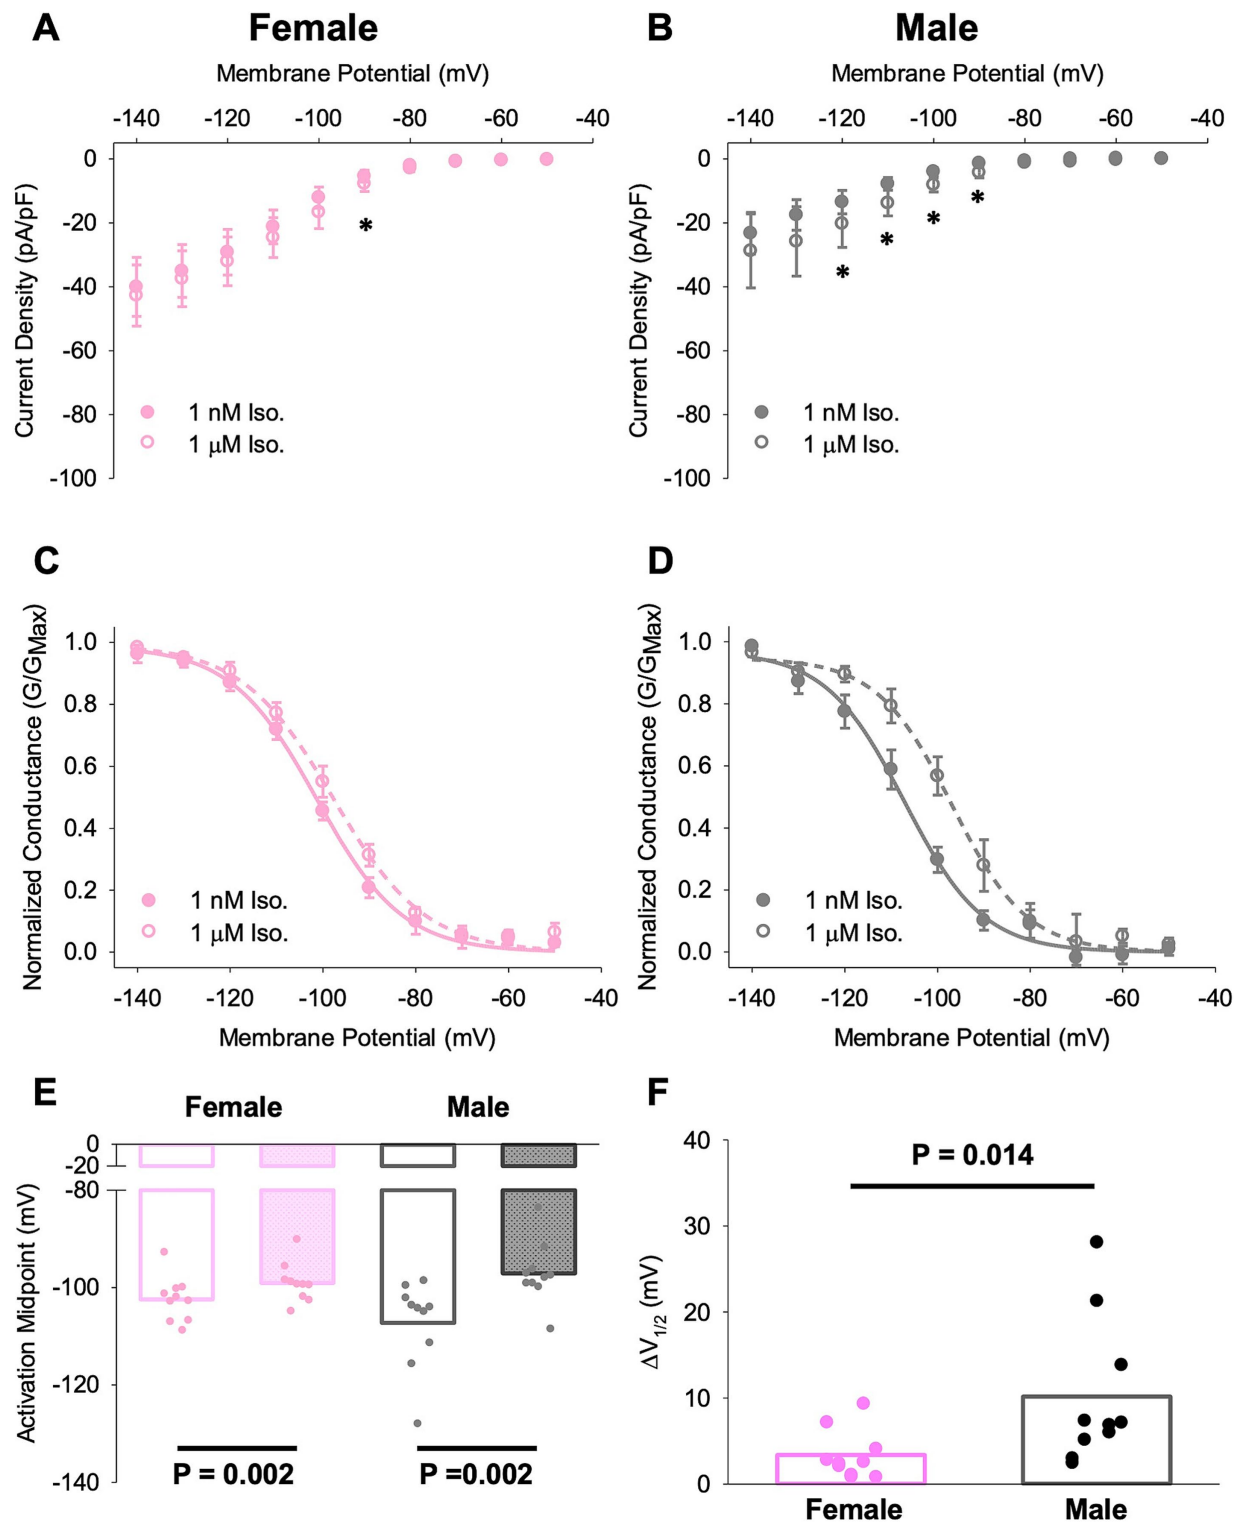 A Female
Membrane Potential (mV)
-140 -120 -100 -80 -60 -40
0
-20
-40
-60
-80
-100
Current Density (pA/pF)
*
1 nM Iso.
1 μM Iso.
B Male
Membrane Potential (mV)
-140 -120 -100 -80 -60 -40
0
-20
-40
-60
-80
-100
Current Density (pA/pF)
* * * *
1 nM Iso.
1 μM Iso.
C
Normalized Conductance (G/GMax)
1.0
0.8
0.6
0.4
0.2
0.0
1 nM Iso.
1 μM Iso.
-140 -120 -100 -80 -60 -40
Membrane Potential (mV)
D
Normalized Conductance (G/GMax)
1.0
0.8
0.6
0.4
0.2
0.0
1 nM Iso.
1 μM Iso.
-140 -120 -100 -80 -60 -40
Membrane Potential (mV)
E
Female Male
Activation Midpoint (mV)
0
-20
-80
-100
-120
-140
P = 0.002 P =0.002
F
40
30
20
10
0
ΔV1/2 (mV)
P = 0.014
Female Male